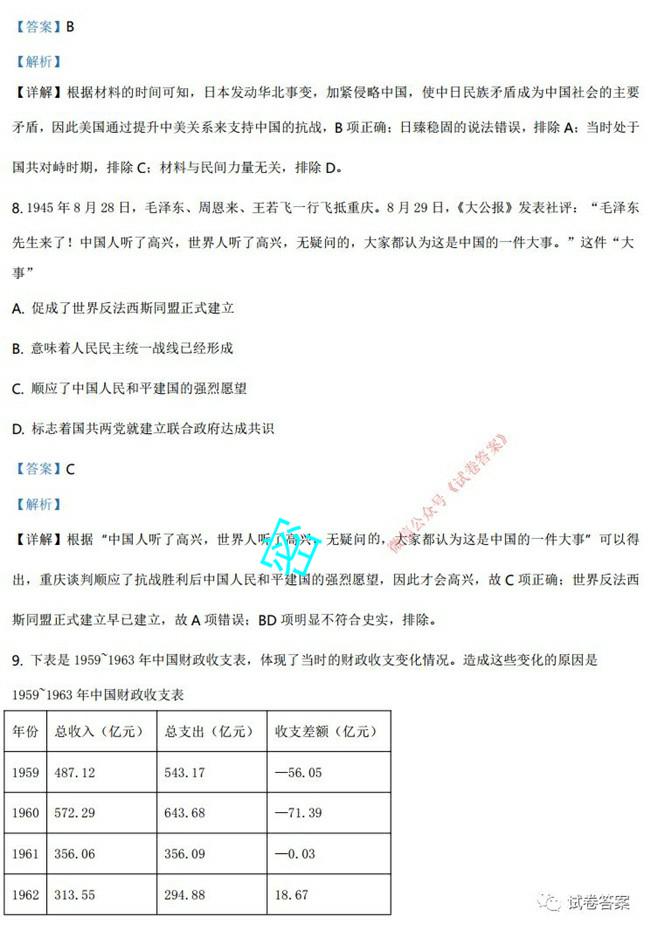 【答案】B
【解析】
【详解】根据材料的时间可知，日本发动华北事变，加紧侵略中国，使中日民族矛盾成为中国社会的主要
矛盾，因此美国通过提升中美关系来支持中国的抗战，B 项正确；日臻稳固的说法错误，排除 A；当时处于
国共对峙时期，排除 C；材料与民间力量无关，排除 D。
8. 1945 年 8 月 28 日，毛泽东、周恩来、王若飞一行飞抵重庆。8 月 29 日，《大公报》发表社评：“毛泽东
先生来了！中国人听了高兴，世界人听了高兴，无疑问的，大家都认为这是中国的一件大事。”这件“大
事”
A. 促成了世界反法西斯同盟正式建立
B. 意味着人民民主统一战线已经形成
C. 顺应了中国人民和平建国的强烈愿望
D. 标志着国共两党就建立联合政府达成共识
【答案】C
【解析】
【详解】根据“中国人听了高兴，世界人听了高兴，无疑问的，大家都认为这是中国的一件大事”可以得
出，重庆谈判顺应了抗战胜利后中国人民和平建国的强烈愿望，因此才会高兴，故 C 项正确；世界反法西
斯同盟正式建立早已建立，故 A 项错误；BD 项明显不符合史实，排除。
9. 下表是 1959~1963 年中国财政收支表，体现了当时的财政收支变化情况。造成这些变化的原因是
1959~1963 年中国财政收支表
年份 总收入（亿元） 总支出（亿元） 收支差额（亿元）
1959 487.12 543.17 —56.05
1960 572.29 643.68 —71.39
1961 356.06 356.09 —0.03
1962 313.55 294.88 18.67
微信公众号《试卷答案》
试卷答案